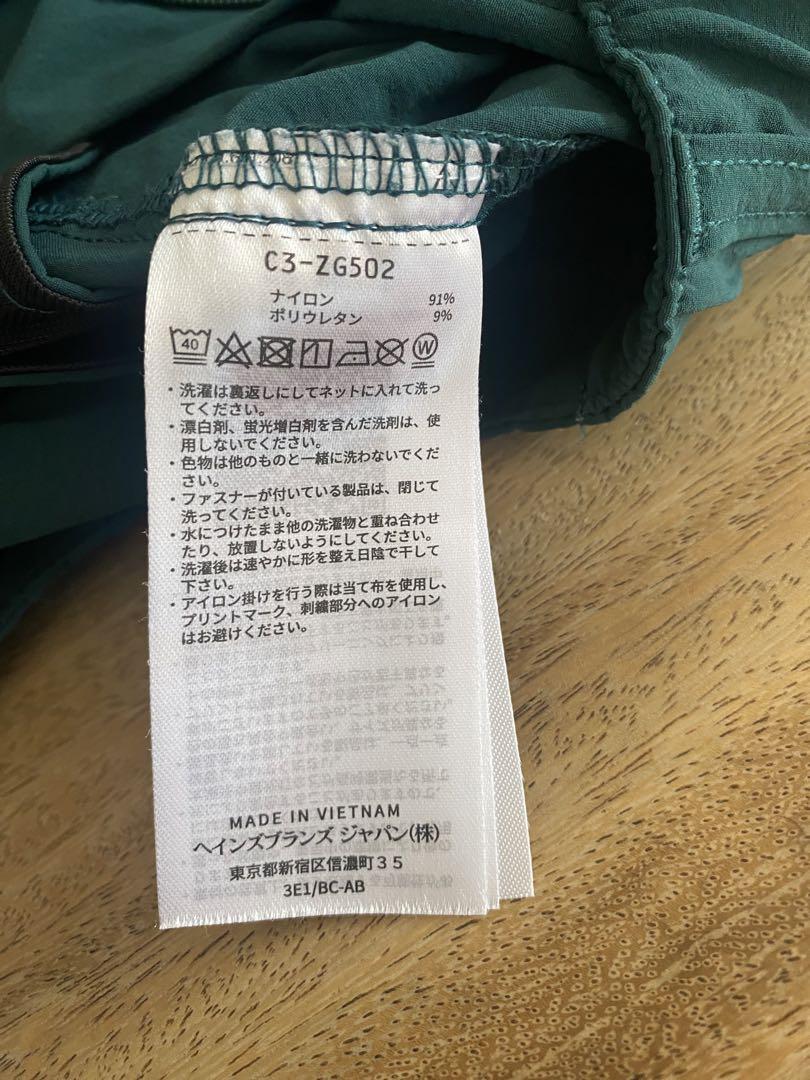 C3-ZG502
ナイロン 91%
ポリウレタン 9%
40 W
・洗濯は裏返しにしてネットに入れて洗っ
てください。
・漂白剤、蛍光増白剤を含んだ洗剤は、使
用しないでください。
・色物は他のものと一緒に洗わないでくだ
さい。
・ファスナーが付いている製品は、閉じて
洗ってください。
・水につけたまま他の洗濯物と重ね合わせ
たり、放置しないようにしてください。
・洗濯後は速やかに形を整え日陰で干して
下さい。
・アイロン掛けを行う際は当て布を使用し、
プリントマーク、刺繍部分へのアイロン
はお避けください。
MADE IN VIETNAM
ヘインズブランズ ジャパン(株)
東京都新宿区信濃町３５
3E1/BC-AB